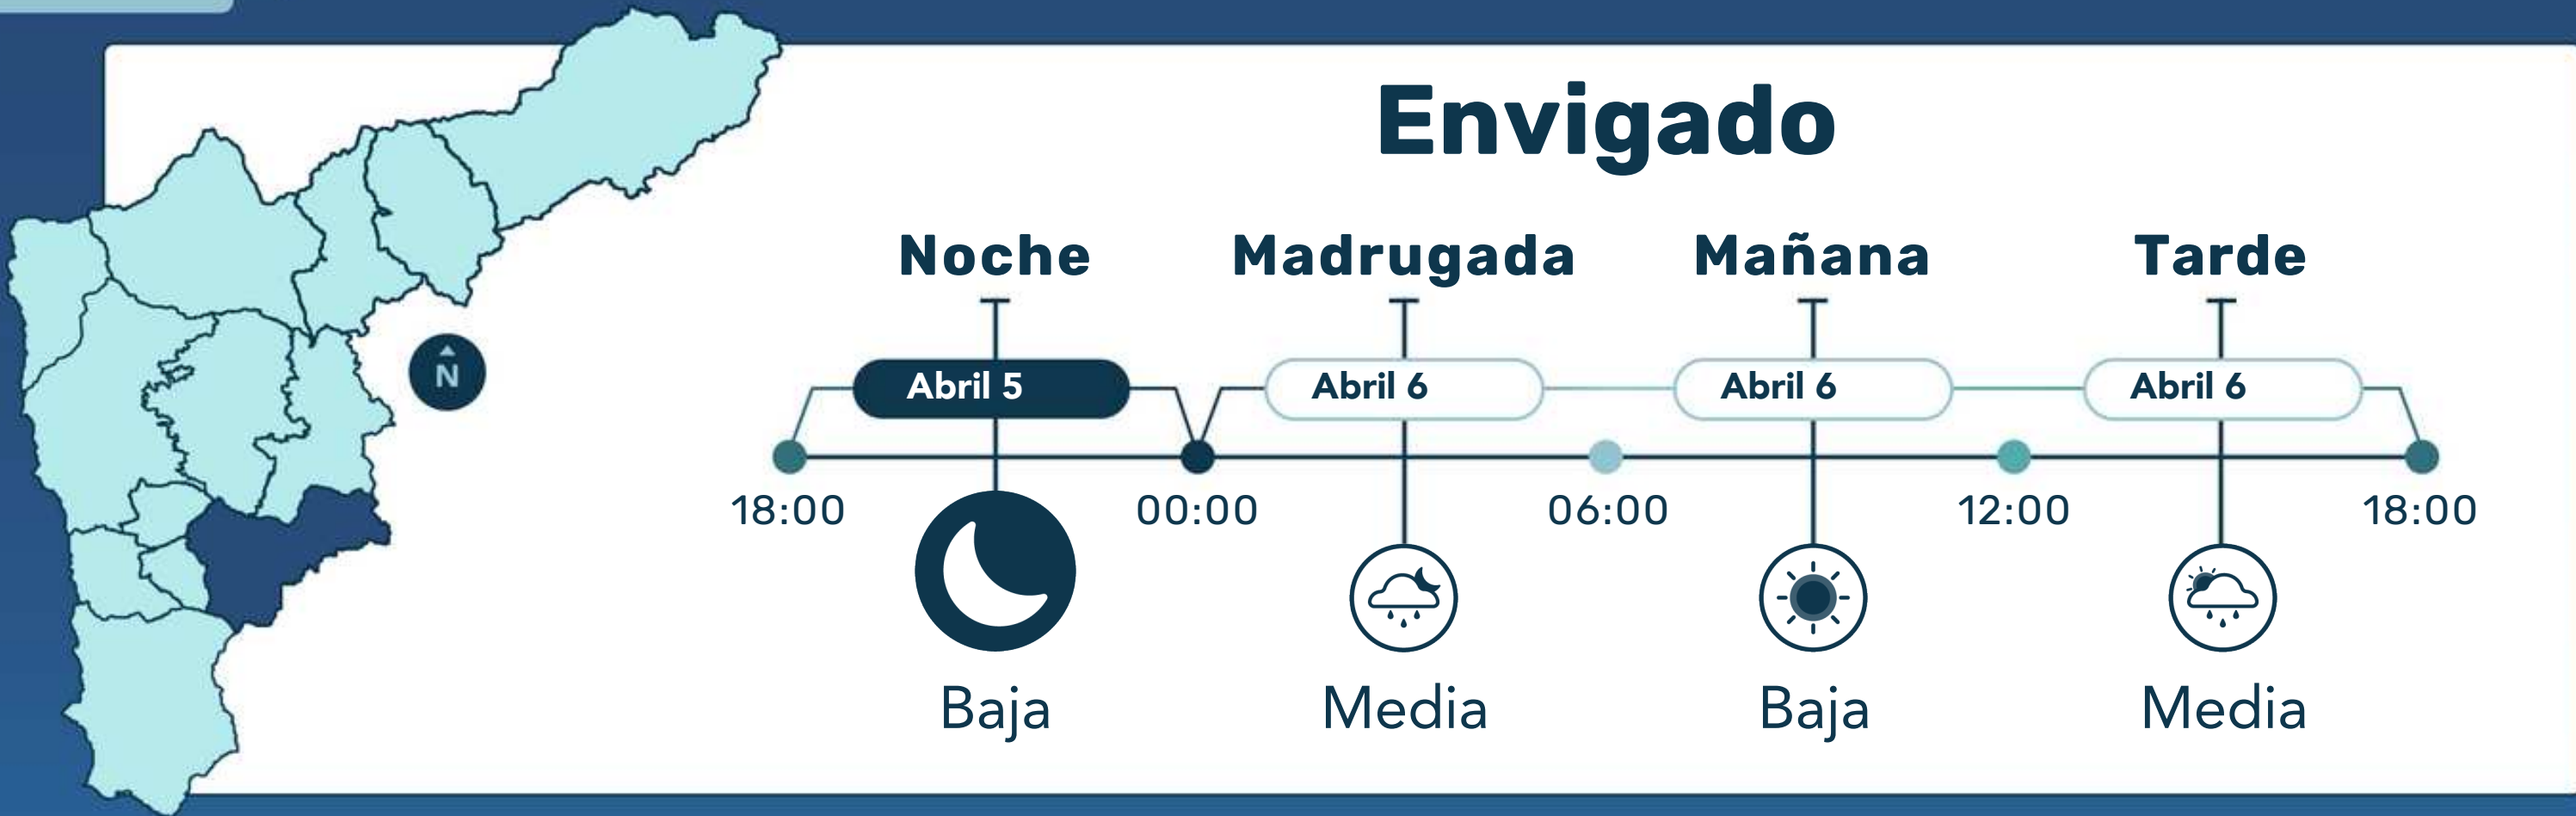 Envigado
Noche Madrugada Mañana Tarde
Abril 5 Abril 6 Abril 6 Abril 6
N
18:00 00:00 06:00 12:00 18:00
Baja Media Baja Media